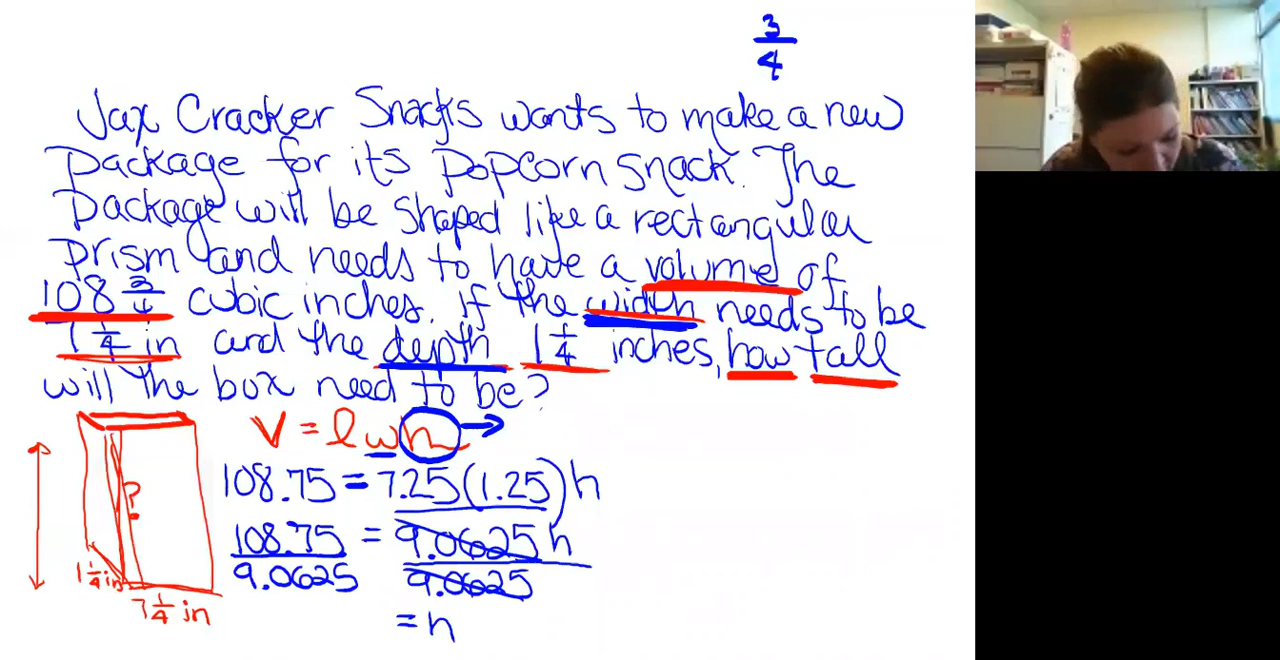 3/4
Jax Cracker Snacks wants to make a new
package for its popcorn snack. The
package will be shaped like a rectangular
prism and needs to have a volume of
108 3/4 cubic inches. If the width needs to be
7 1/4 in and the depth 1 1/4 inches, how tall
will the box need to be?
V = lwh
108.75 = 7.25(1.25)h
108.75 = 9.0625 h
9.0625 9.0625
= h
?
1 1/4 in
7 1/4 in